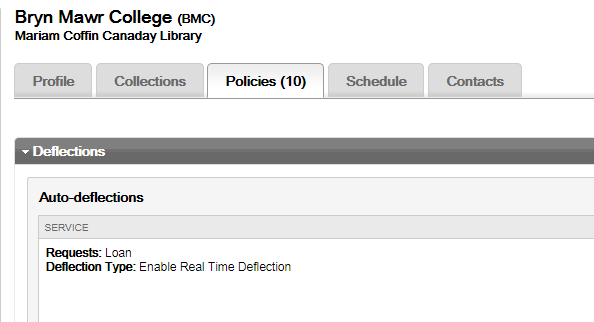 Bryn Mawr College (BMC)
Mariam Coffin Canaday Library
Profile Collections Policies (10) Schedule Contacts
Deflections
Auto-deflections
SERVICE
Requests: Loan
Deflection Type: Enable Real Time Deflection